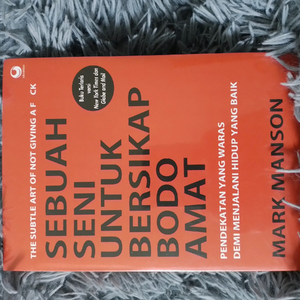 THE SUBTLE ART OF NOT GIVING A F CK
SEBUAH
SENI
UNTUK
BERSIKAP
BODO
AMAT
Buku Terlaris
versi
New York Times dan
Globe and Mail
PENDEKATAN YANG WARAS
DEMI MENJALANI HIDUP YANG BAIK
MARK MANSON